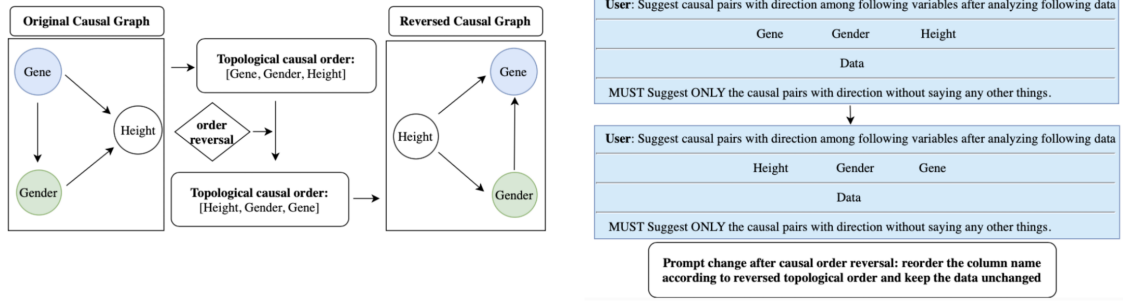 Original Causal Graph
Gene
Height
Gender
Topological causal order:
[Gene, Gender, Height]
order
reversal
Topological causal order:
[Height, Gender, Gene]
Reversed Causal Graph
Gene
Height
Gender
User: Suggest causal pairs with direction among following variables after analyzing following data
Gene Gender Height
Data
MUST Suggest ONLY the causal pairs with direction without saying any other things.
User: Suggest causal pairs with direction among following variables after analyzing following data
Height Gender Gene
Data
MUST Suggest ONLY the causal pairs with direction without saying any other things.
Prompt change after causal order reversal: reorder the column name
according to reversed topological order and keep the data unchanged